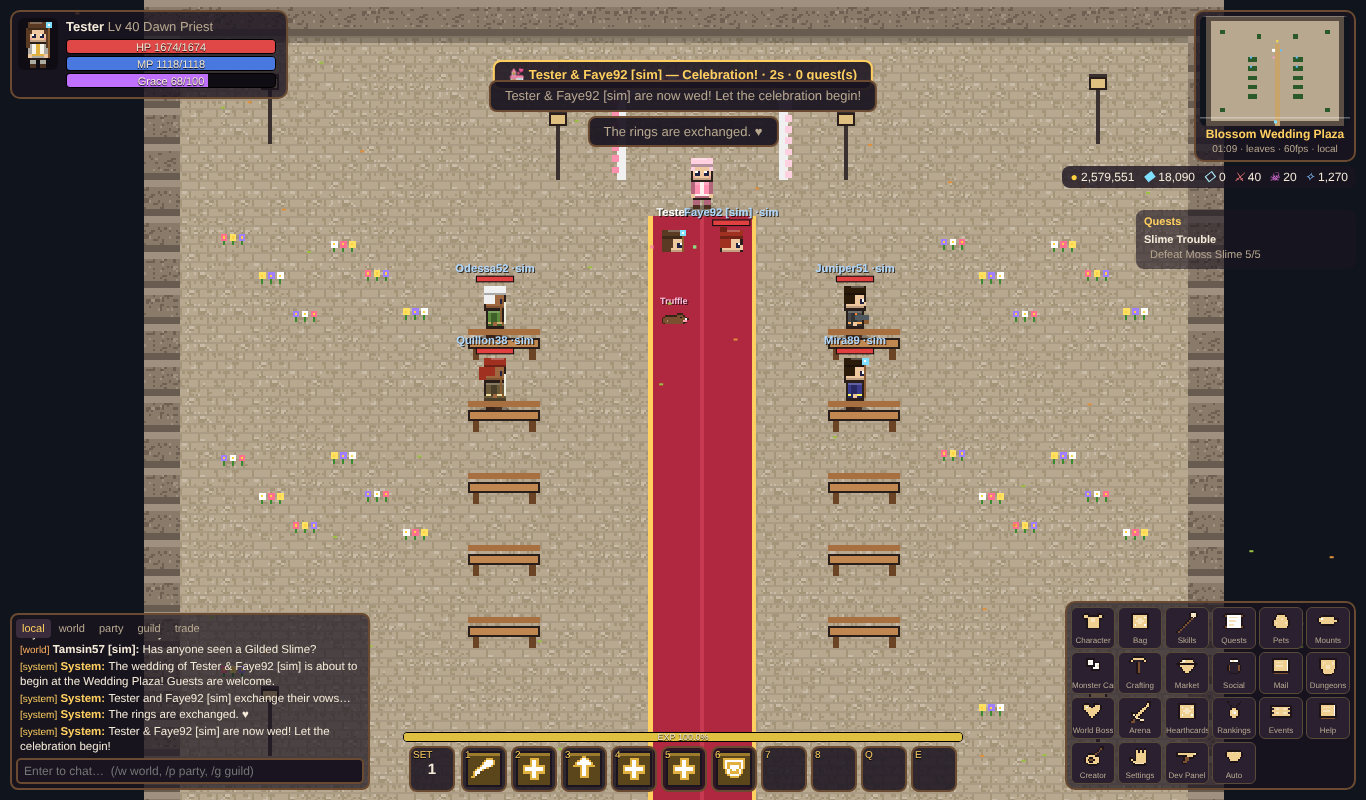 Tester Lv 40 Dawn Priest
HP 1674/1674
MP 1118/1118
Grace 68/100
Tester & Faye92 [sim] — Celebration! · 2s · 0 guest(s)
Tester & Faye92 [sim] are now wed! Let the celebration begin!
The rings are exchanged. ♥
Blossom Wedding Plaza
01:09 · leaves · 60fps · local
2,579,551 18,090 0 40 20 1,270
Quests
Slime Trouble
Defeat Moss Slime 5/5
Faye92 [sim] ·sim
Odessa52 ·sim
Juniper51 ·sim
Truffle
Quillon38 ·sim
Mira89 ·sim
local world party guild trade
[world] Tamsin57 [sim]: Has anyone seen a Gilded Slime?
[system] System: The wedding of Tester & Faye92 [sim] is about to
begin at the Wedding Plaza! Guests are welcome.
[system] System: Tester and Faye92 [sim] exchange their vows…
[system] System: The rings are exchanged. ♥
[system] System: Tester & Faye92 [sim] are now wed! Let the
celebration begin!
Enter to chat… (/w world, /p party, /g guild)
EXP 100.0%
SET 1 2 3 4 5 6 7 8 Q E
1
Character Bag Skills Quests Pets Mounts
Monster Ca Crafting Market Social Mail Dungeons
World Boss Arena Hearthcards Rankings Events Help
Creator Settings Dev Panel Auto